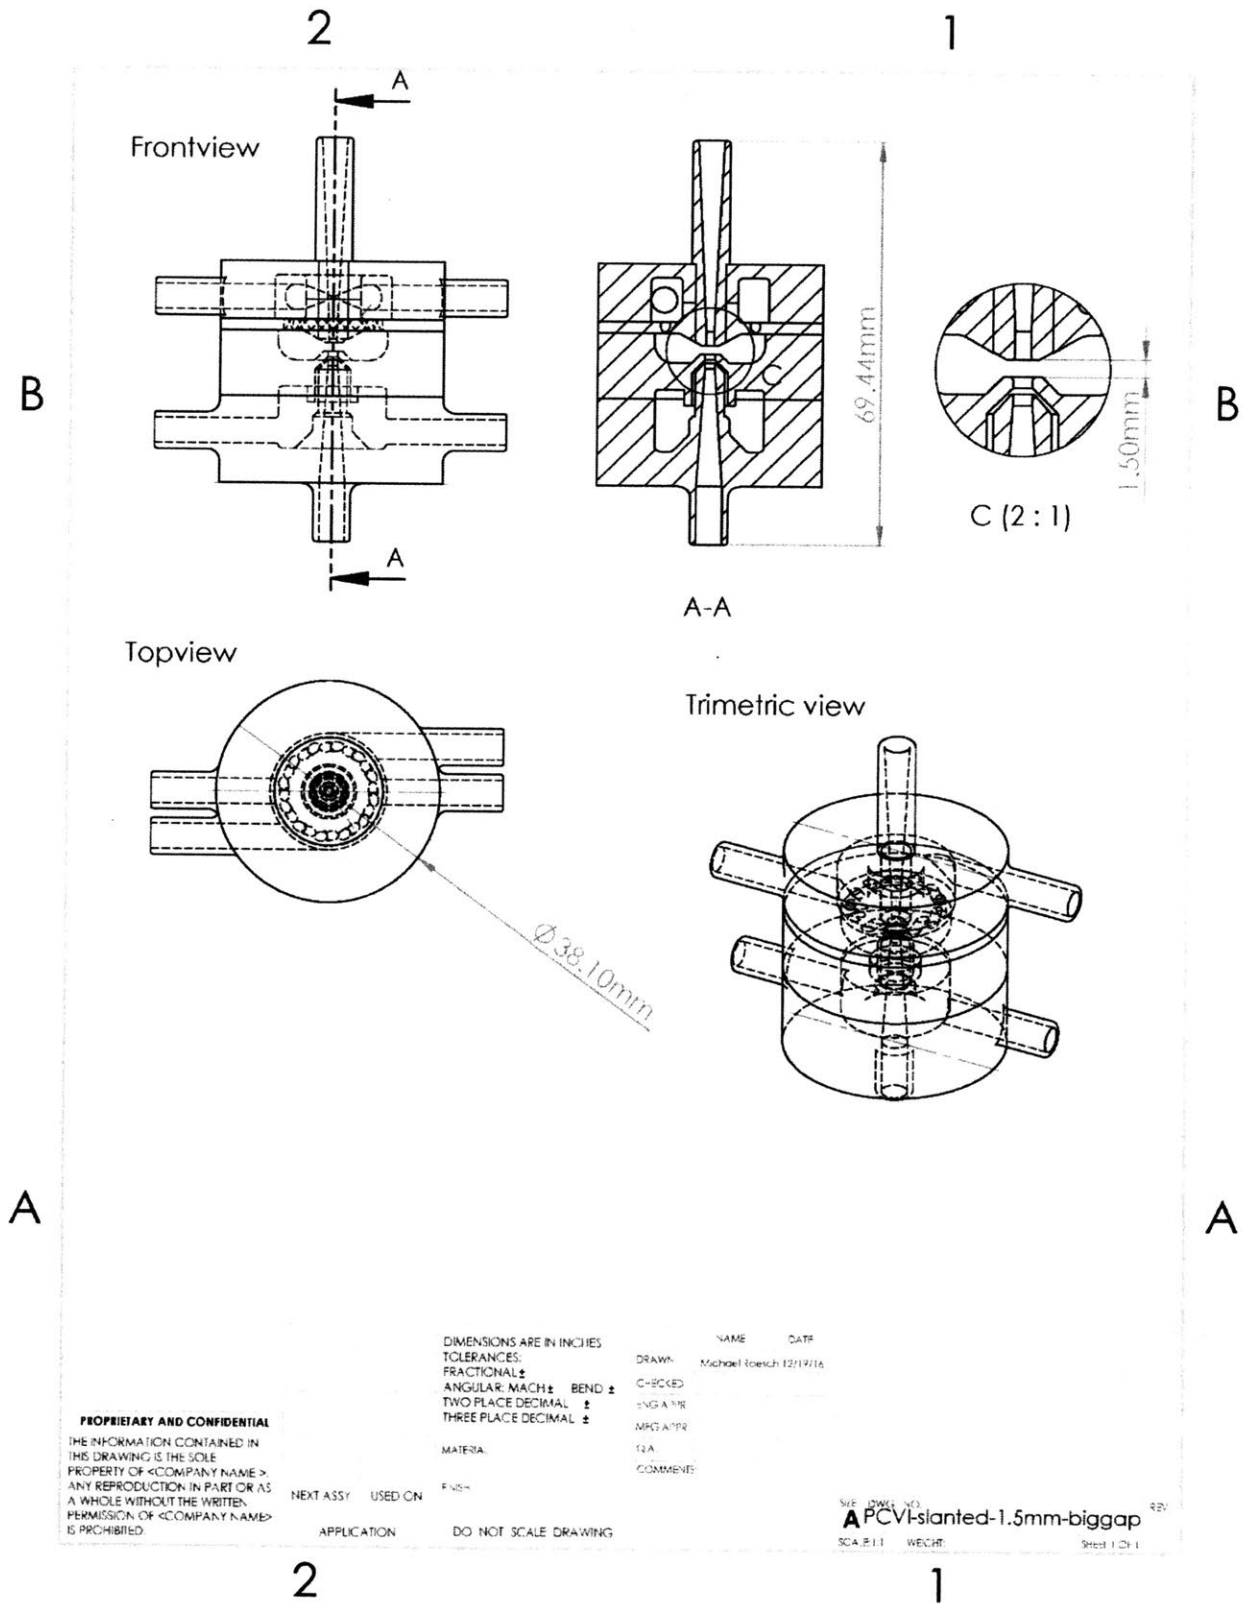 2
1
A
Frontview
69.44mm
C
1.50mm
B
B
C (2 : 1)
A
A-A
Topview
Trimetric view
Ø38.10mm
A
A
DIMENSIONS ARE IN INCHES
TOLERANCES:
FRACTIONAL±
ANGULAR: MACH± BEND ±
TWO PLACE DECIMAL ±
THREE PLACE DECIMAL ±
MATERIAL
FINISH
NAME DATE
DRAWN Michael Roesch 12/19/16
CHECKED
ENG APPR.
MFG APPR.
Q.A.
COMMENTS:
PROPRIETARY AND CONFIDENTIAL
THE INFORMATION CONTAINED IN
THIS DRAWING IS THE SOLE
PROPERTY OF <COMPANY NAME >.
ANY REPRODUCTION IN PART OR AS
A WHOLE WITHOUT THE WRITTEN
PERMISSION OF <COMPANY NAME>
IS PROHIBITED.
NEXT ASSY USED ON
APPLICATION
DO NOT SCALE DRAWING
SIZE DWG. NO. REV
A PCVI-slanted-1.5mm-biggap
SCALE:1:1 WEIGHT: SHEET 1 OF 1
2
1